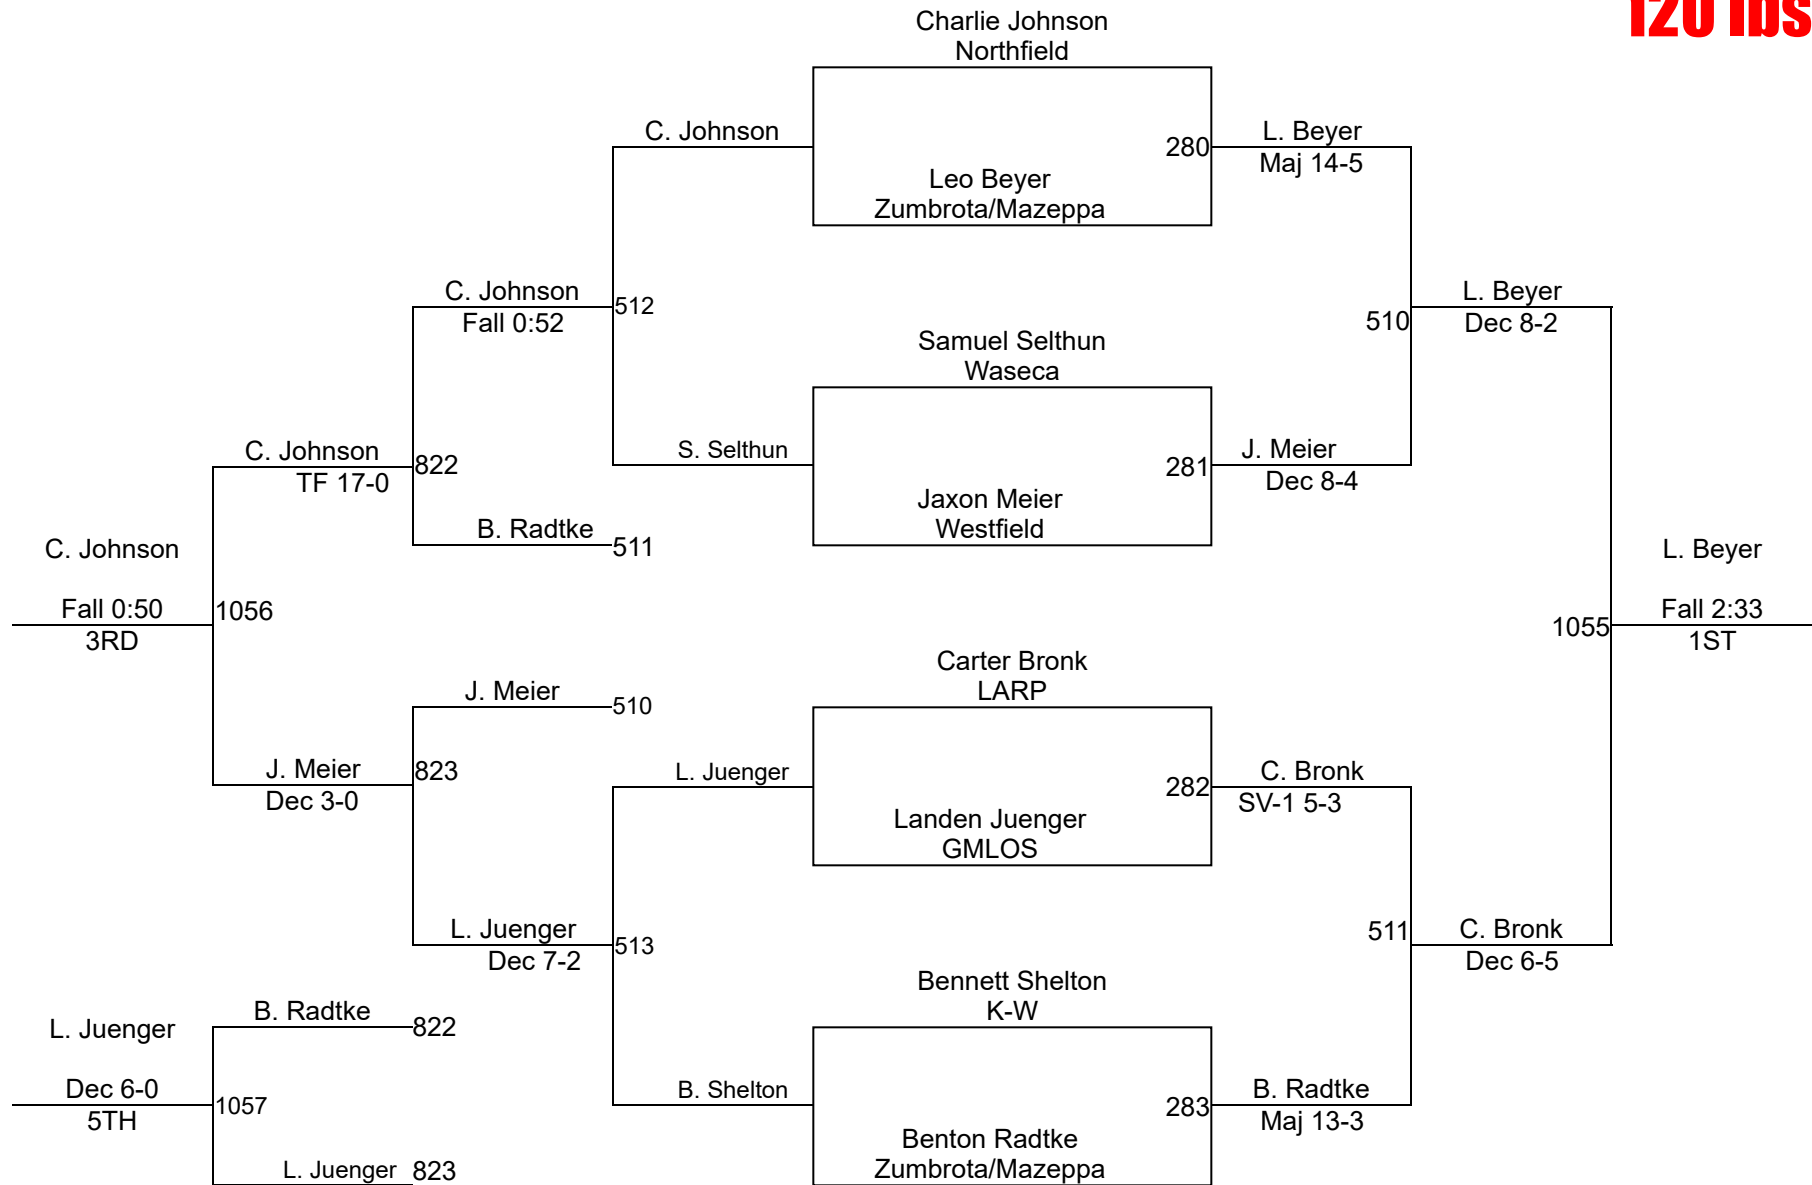 120 lbs
Charlie Johnson
Northfield
C. Johnson
280
L. Beyer
Maj 14-5
Leo Beyer
Zumbrota/Mazeppa
C. Johnson
Fall 0:52
512
510
L. Beyer
Dec 8-2
Samuel Selthun
Waseca
C. Johnson
TF 17-0
822
S. Selthun
281
J. Meier
Dec 8-4
Jaxon Meier
Westfield
B. Radtke
511
C. Johnson
Fall 0:50
3RD
1056
L. Beyer
Fall 2:33
1ST
1055
Carter Bronk
LARP
J. Meier
510
J. Meier
Dec 3-0
823
L. Juenger
282
C. Bronk
SV-1 5-3
Landen Juenger
GMLOS
L. Juenger
Dec 7-2
513
511
C. Bronk
Dec 6-5
Bennett Shelton
K-W
B. Radtke
822
L. Juenger
Dec 6-0
5TH
1057
B. Shelton
283
B. Radtke
Maj 13-3
Benton Radtke
Zumbrota/Mazeppa
L. Juenger
823